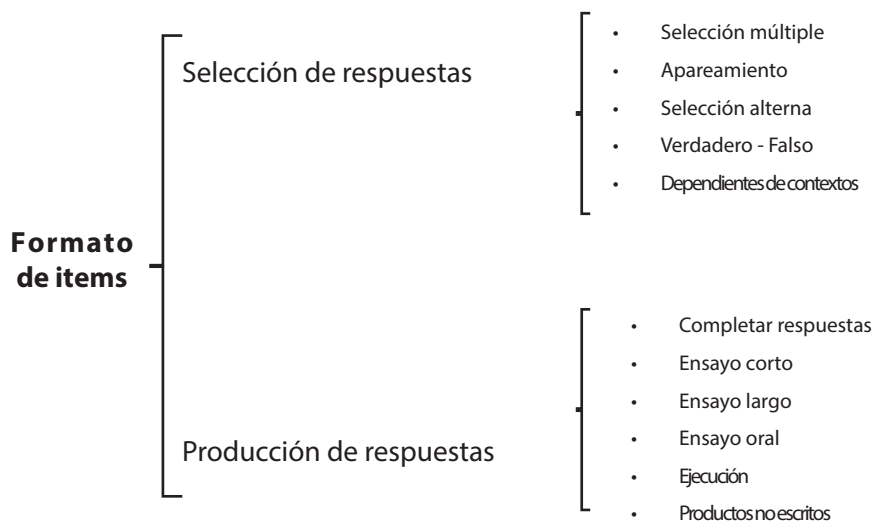 Formato
de items
Selección de respuestas
• Selección múltiple
• Apareamiento
• Selección alterna
• Verdadero - Falso
• Dependientes de contextos
Producción de respuestas
• Completar respuestas
• Ensayo corto
• Ensayo largo
• Ensayo oral
• Ejecución
• Productos no escritos